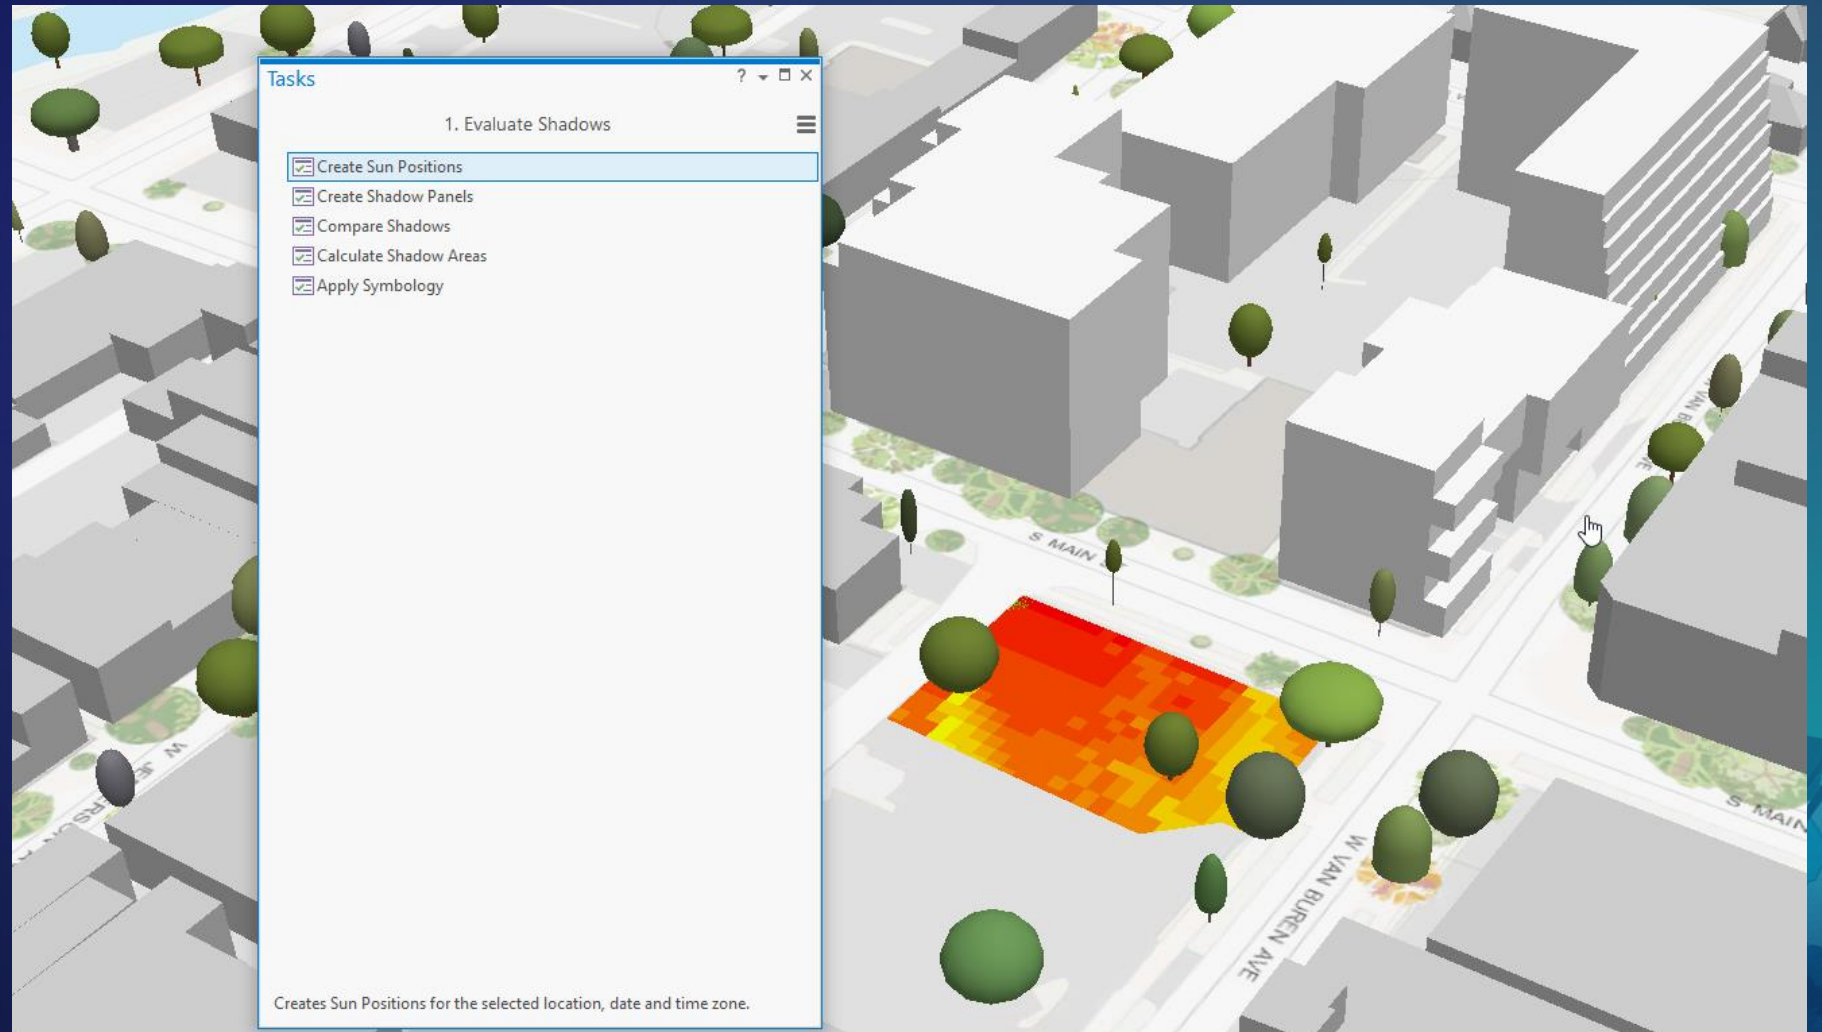 Tasks
1. Evaluate Shadows
Create Sun Positions
Create Shadow Panels
Compare Shadows
Calculate Shadow Areas
Apply Symbology
Creates Sun Positions for the selected location, date and time zone.
S MAIN
S MAIN
W VAN BUREN AVE